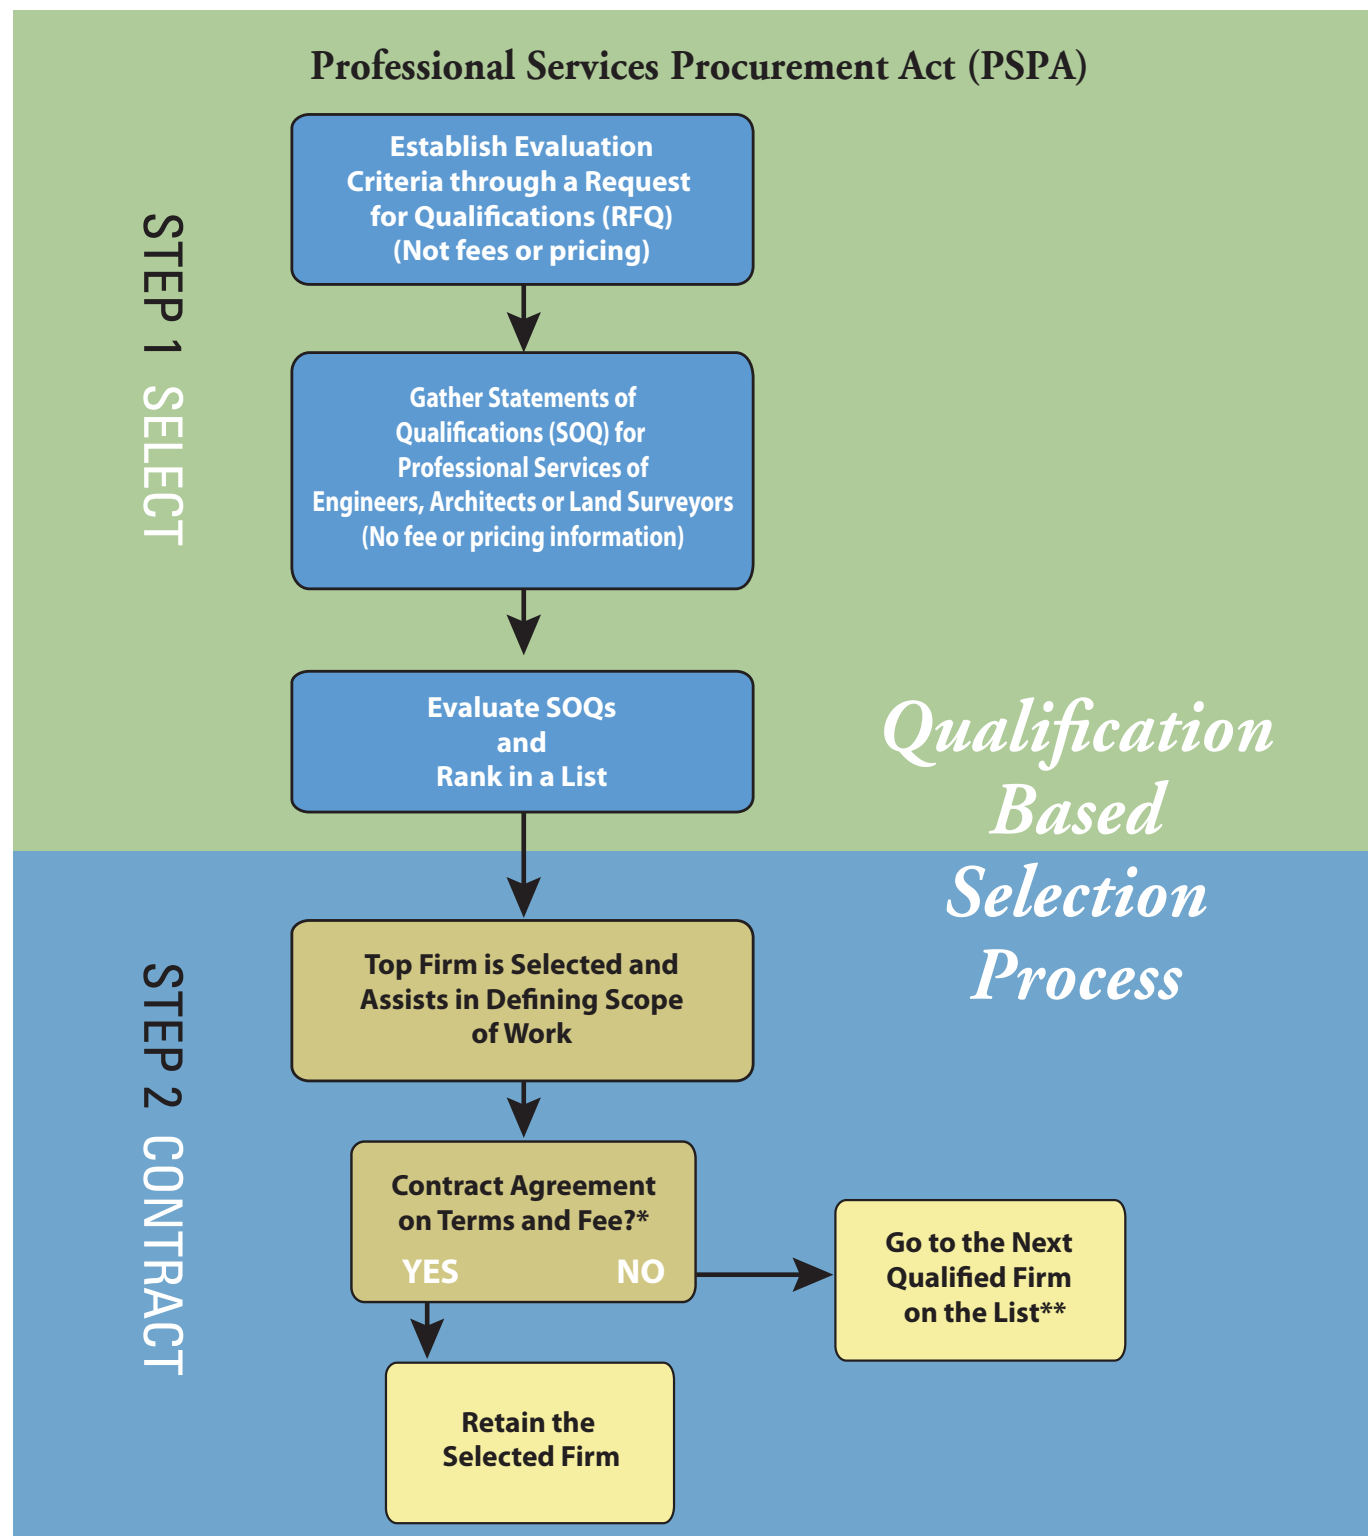 Professional Services Procurement Act (PSPA)
STEP 1 SELECT
Establish Evaluation
Criteria through a Request
for Qualifications (RFQ)
(Not fees or pricing)
Gather Statements of
Qualifications (SOQ) for
Professional Services of
Engineers, Architects or Land Surveyors
(No fee or pricing information)
Evaluate SOQs
and
Rank in a List
Qualification
Based
Selection
Process
STEP 2 CONTRACT
Top Firm is Selected and
Assists in Defining Scope
of Work
Contract Agreement
on Terms and Fee?*
YES NO
Go to the Next
Qualified Firm
on the List**
Retain the
Selected Firm